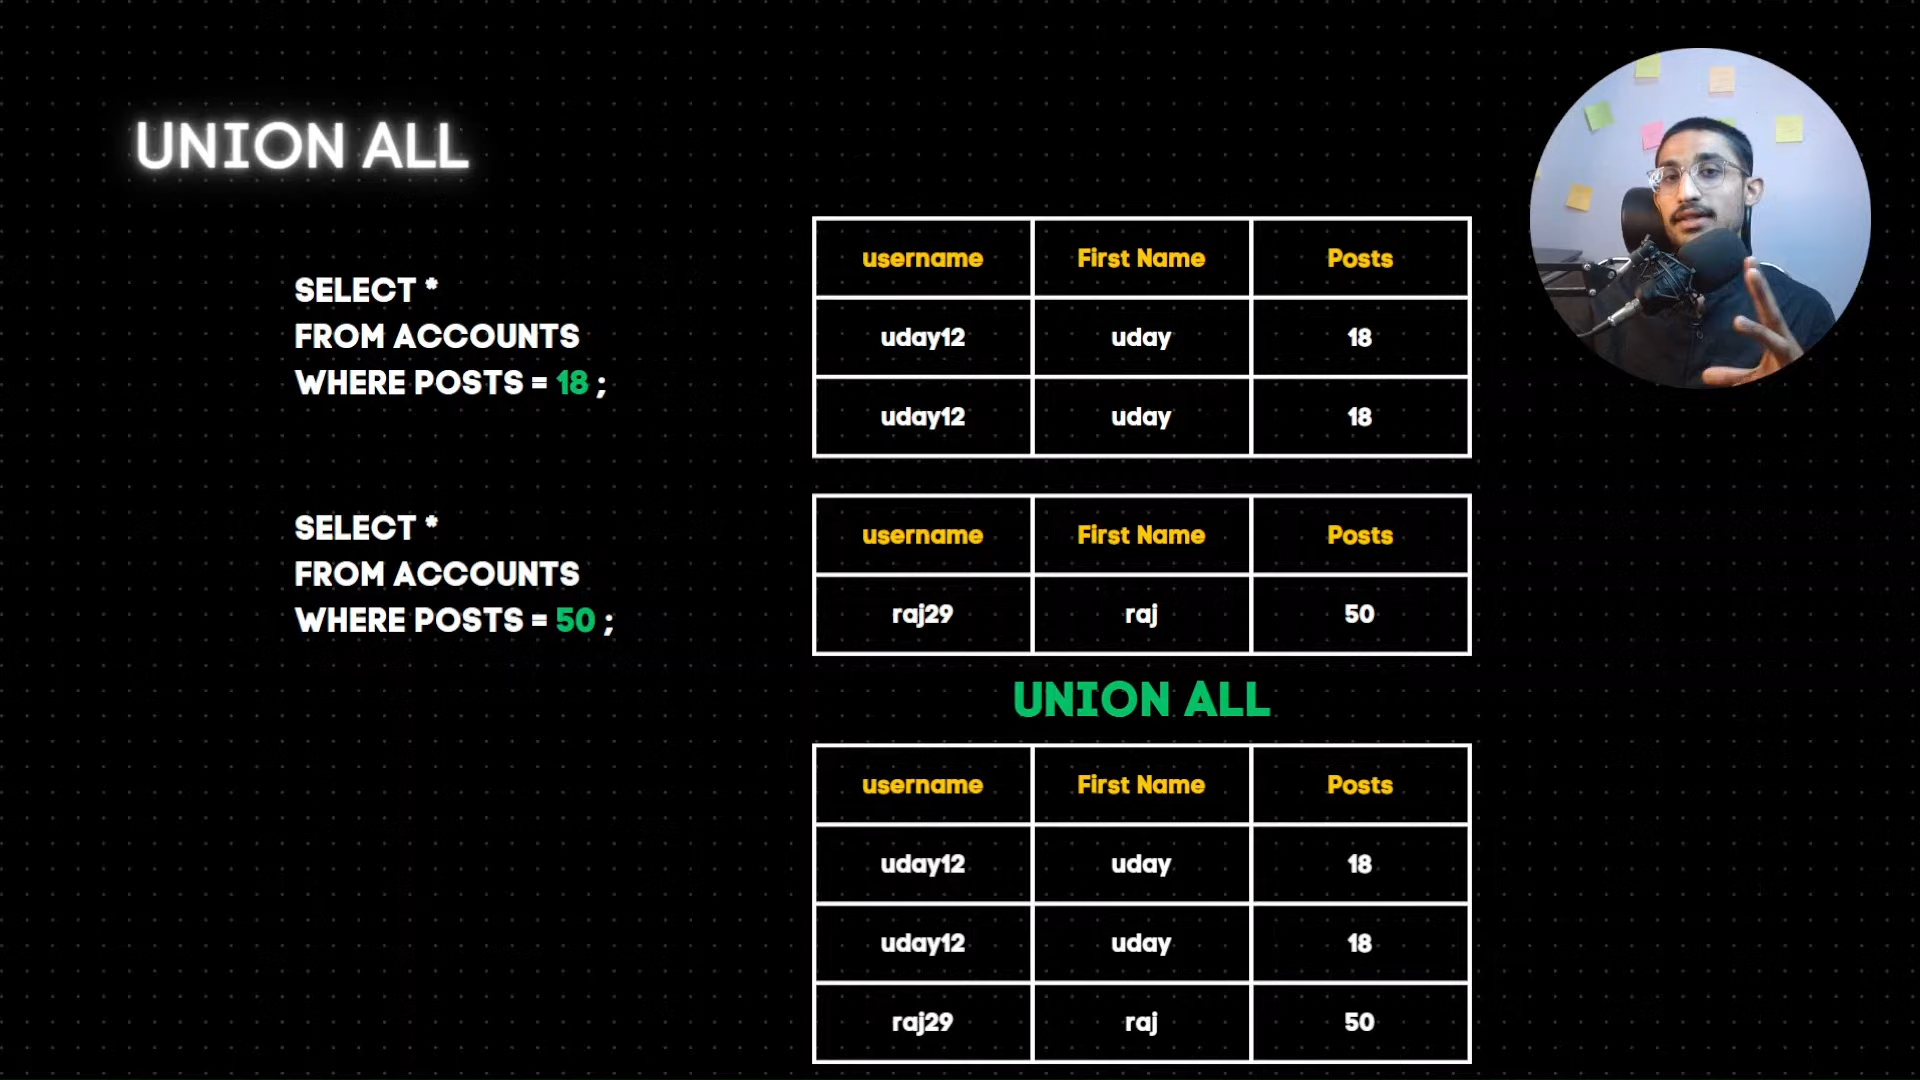 UNION ALL
SELECT *
FROM ACCOUNTS
WHERE POSTS = 18 ;
username First Name Posts
uday12 uday 18
uday12 uday 18
SELECT *
FROM ACCOUNTS
WHERE POSTS = 50 ;
username First Name Posts
raj29 raj 50
UNION ALL
username First Name Posts
uday12 uday 18
uday12 uday 18
raj29 raj 50